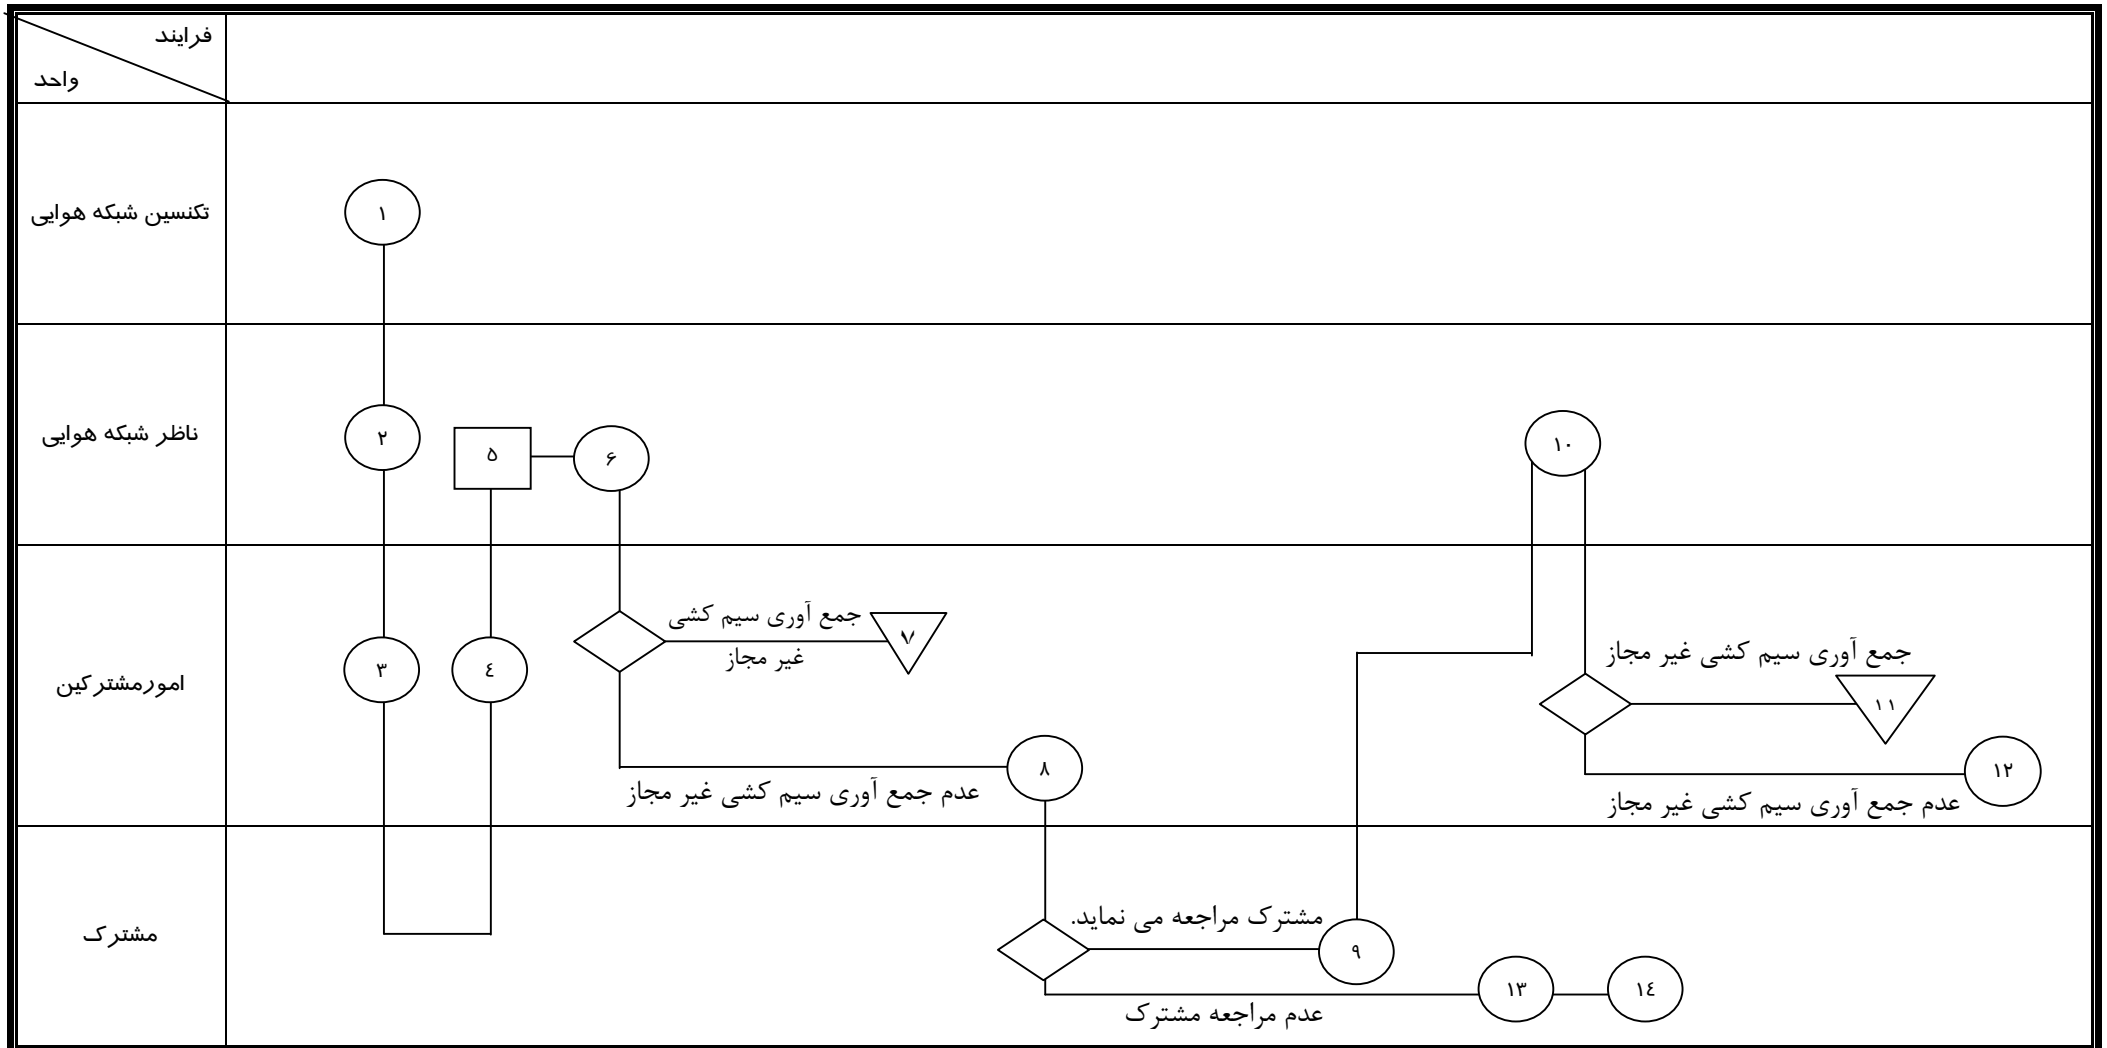 فرایند
واحد
تکنسین شبکه هوایی
۱
ناظر شبکه هوایی
۲
۵
۶
۱۰
امورمشترکین
۳
٤
جمع آوری سیم کشی
غیر مجاز
۷
۸
عدم جمع آوری سیم کشی غیر مجاز
جمع آوری سیم کشی غیر مجاز
۱۱
۱۲
عدم جمع آوری سیم کشی غیر مجاز
مشترک
مشترک مراجعه می نماید.
۹
عدم مراجعه مشترک
۱۳
۱٤